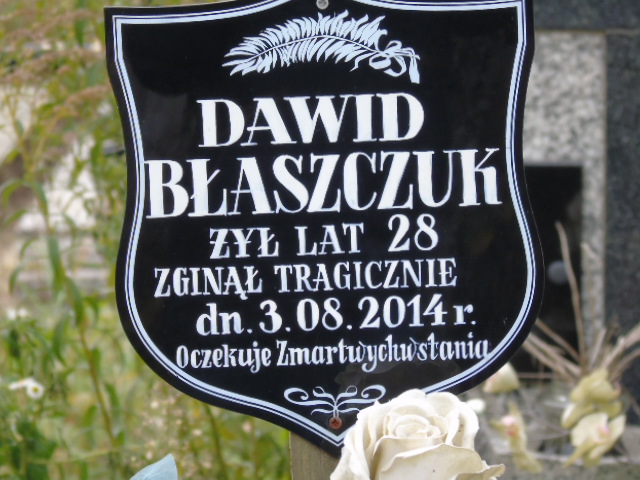 DAWID
BŁASZCZUK
ŻYŁ LAT 28
ZGINĄŁ TRAGICZNIE
dn. 3.08.2014 r.
Oczekuje Zmartwychwstania